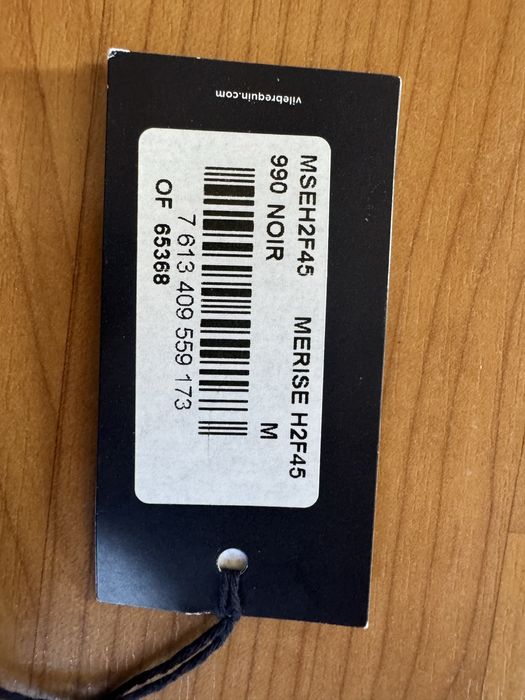 vilebrequin.com
MSEH2F45 MERISE H2F45
990 NOIR M
7 613 409 559 173
OF 65368